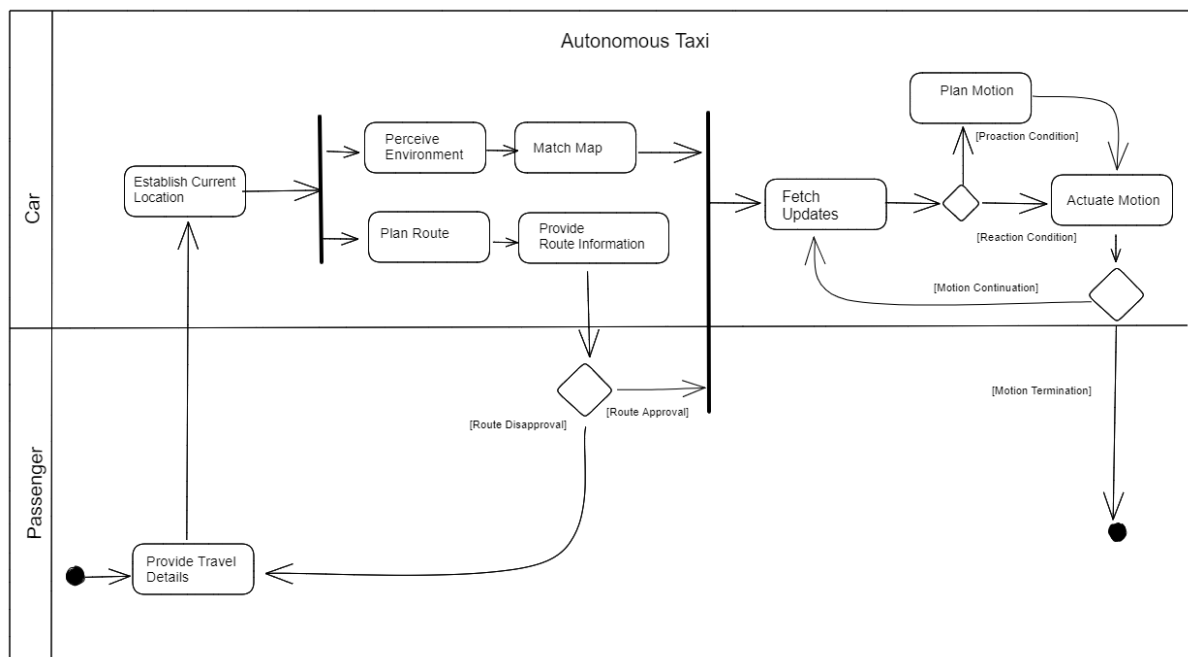 Autonomous Taxi
Car
Plan Motion
[Proaction Condition]
Perceive
Environment
Match Map
Establish Current
Location
Fetch
Updates
Actuate Motion
Plan Route
Provide
Route Information
[Reaction Condition]
[Motion Continuation]
Passenger
[Route Disapproval]
[Route Approval]
[Motion Termination]
Provide Travel
Details